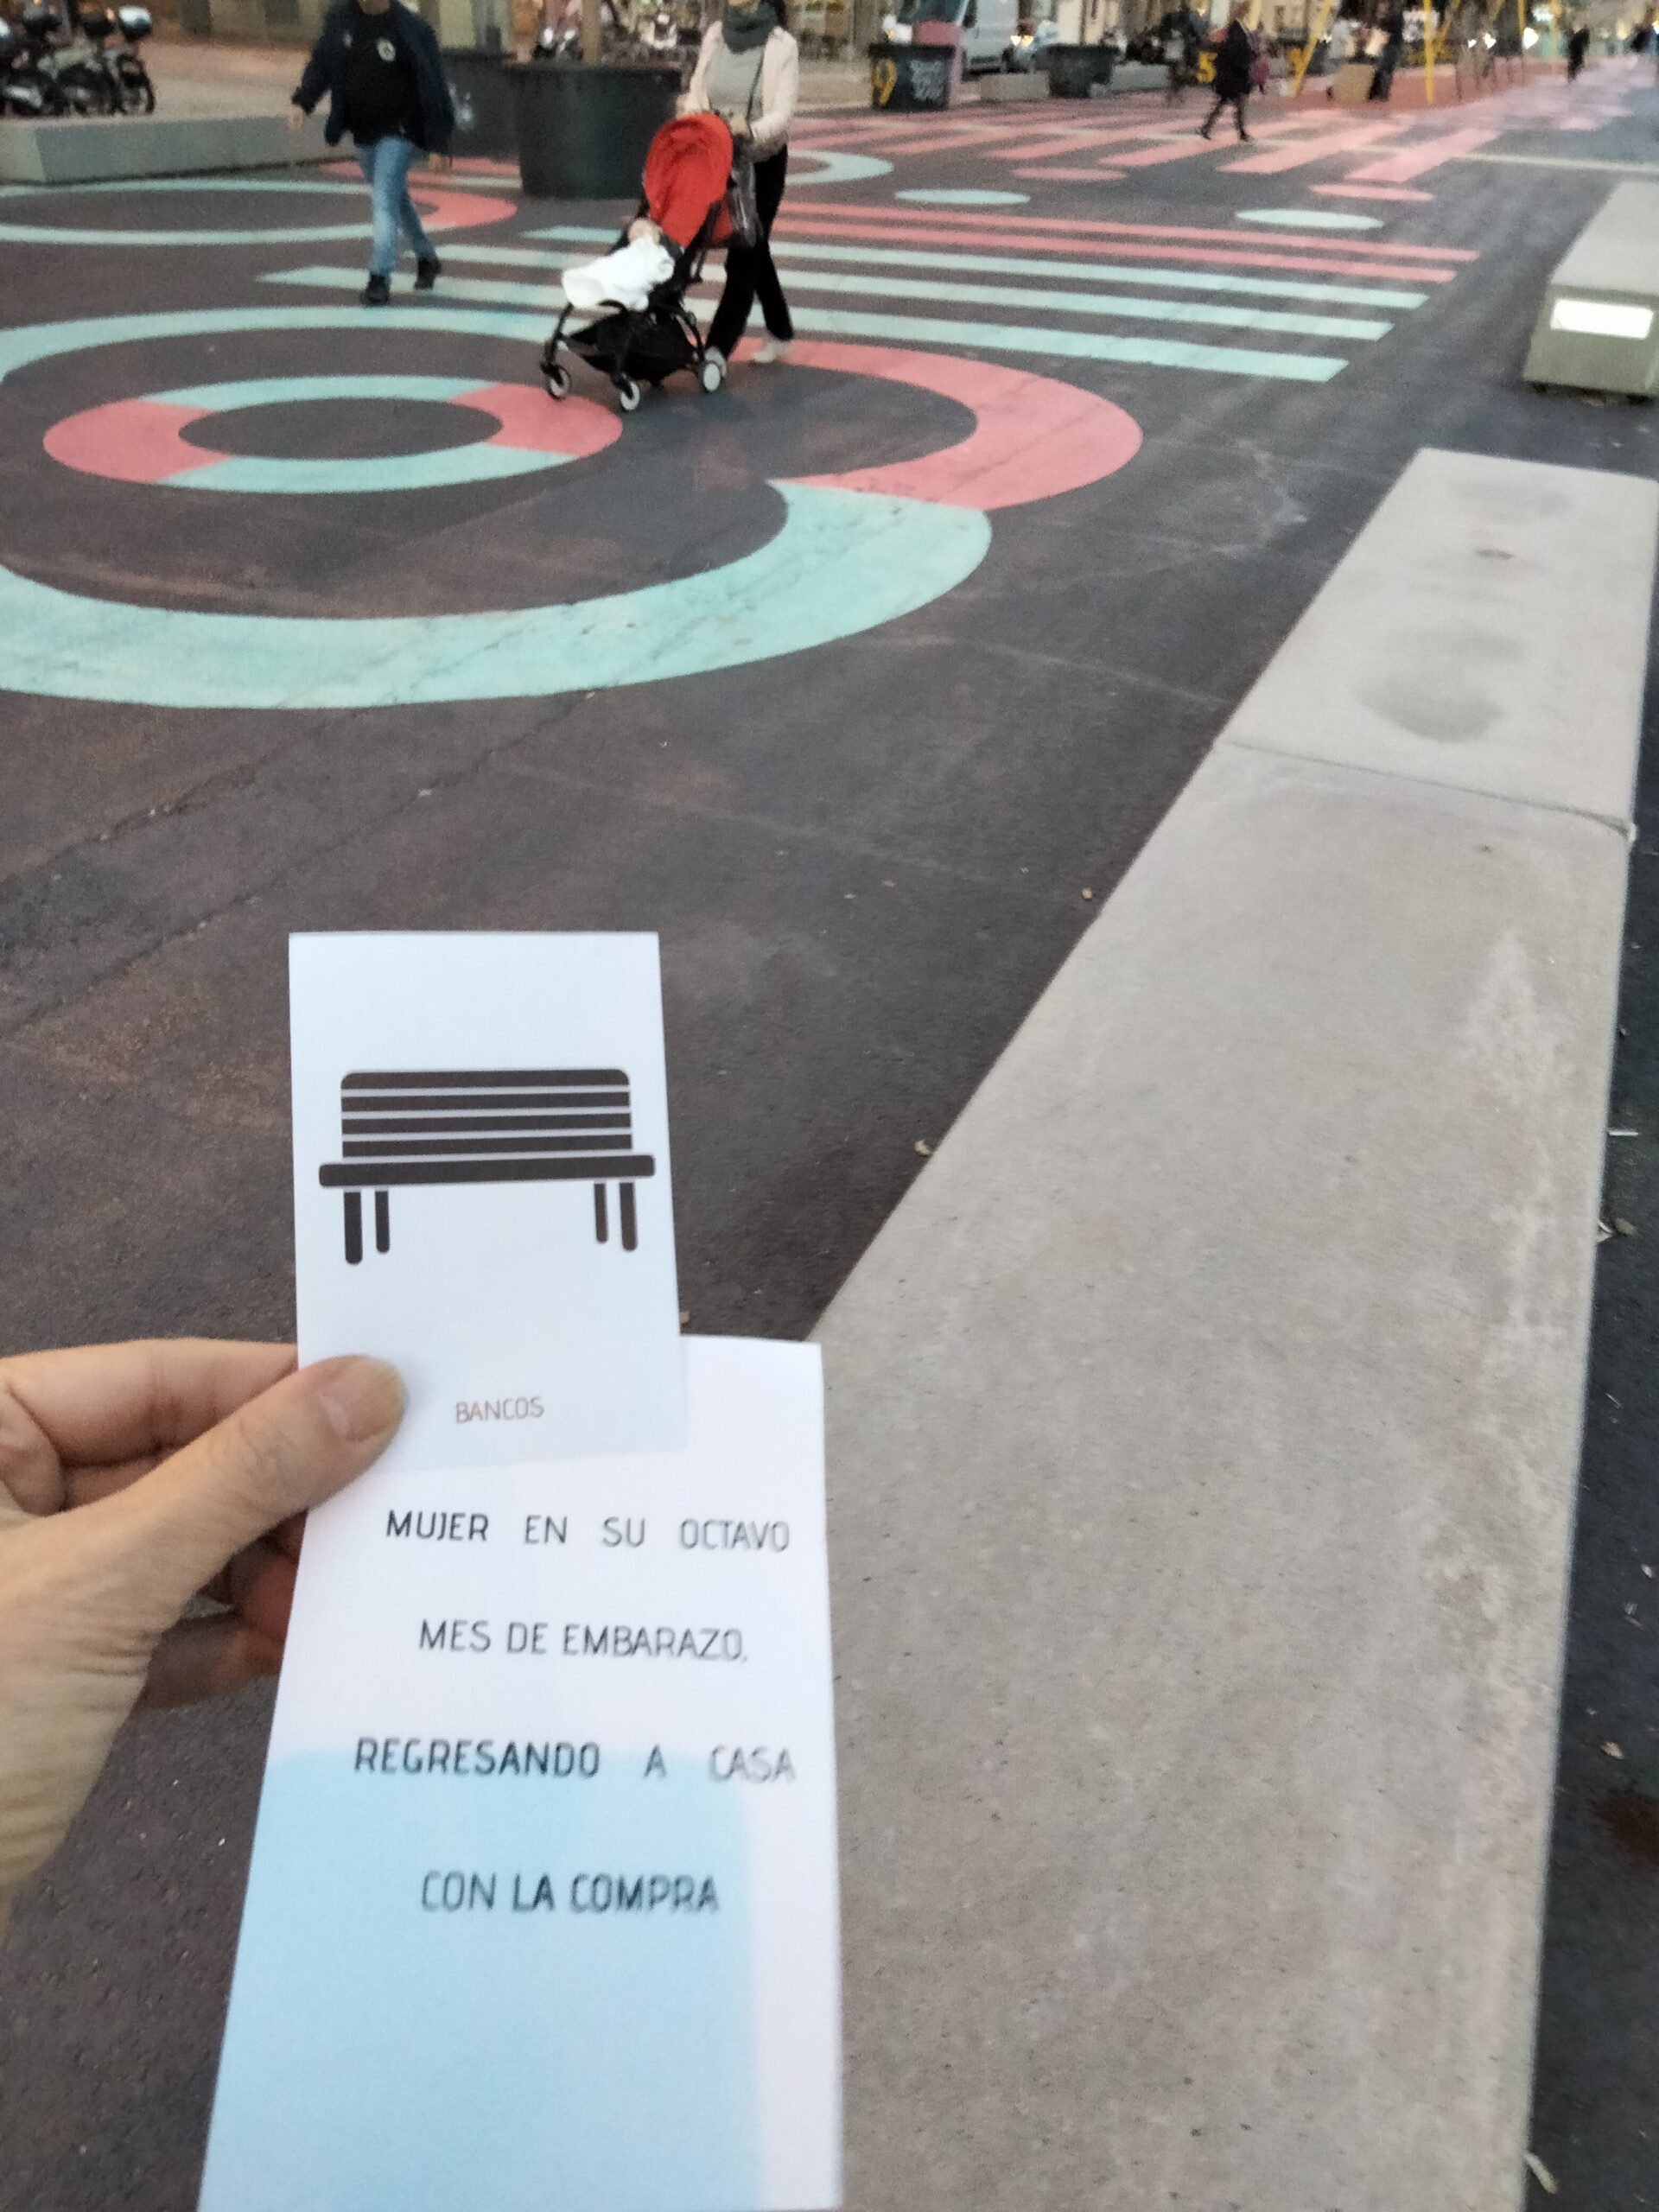 BANCOS
MUJER EN SU OCTAVO
MES DE EMBARAZO,
REGRESANDO A CASA
CON LA COMPRA